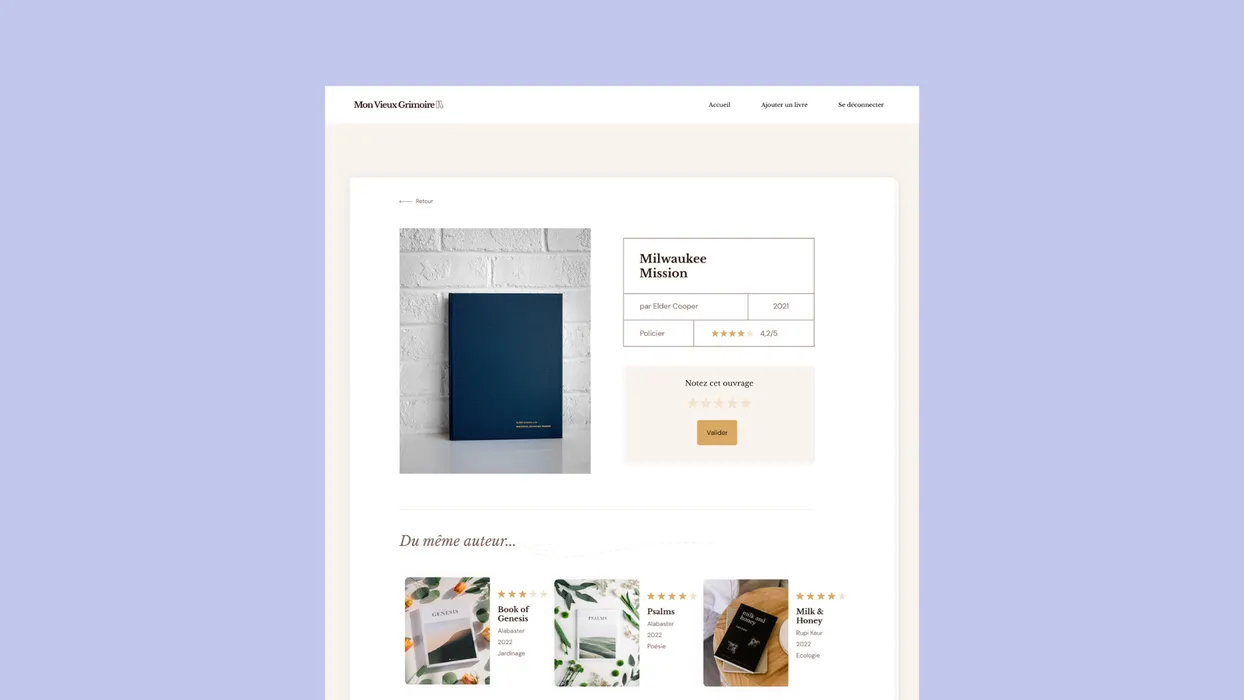 Mon Vieux Grimoire
Accueil
Ajouter un livre
Se déconnecter
Retour
Milwaukee
Mission
par Elder Cooper
2021
Policier
4,2/5
Notez cet ouvrage
Valider
Du même auteur...
GENESIS
Book of
Genesis
Alabaster
2022
Jardinage
PSALMS
Psalms
Alabaster
2022
Poésie
milk and
honey
Milk &
Honey
Rupi Kaur
2022
Ecologie